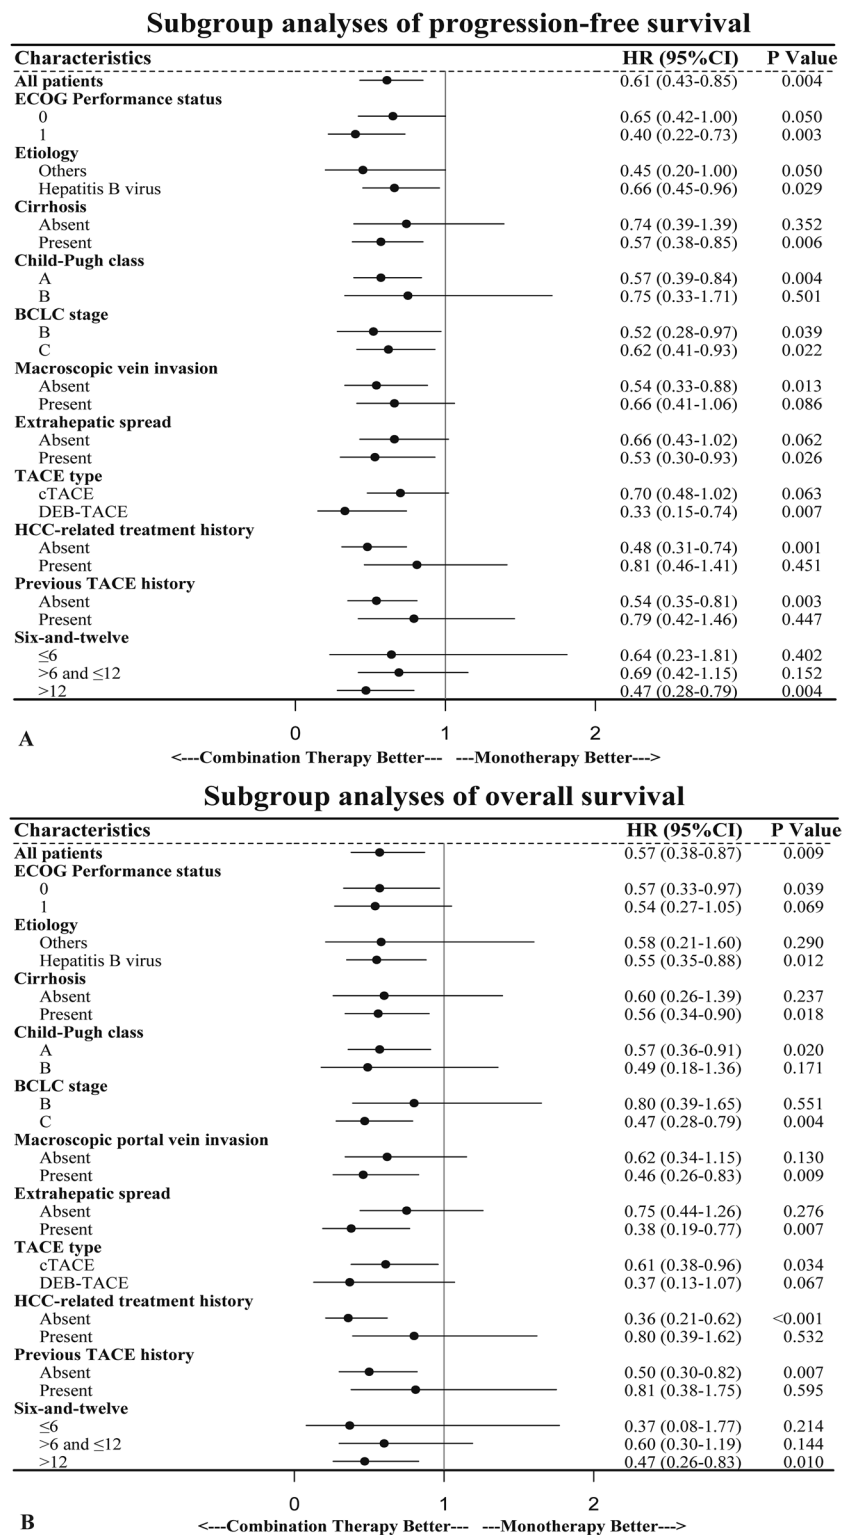 Subgroup analyses of progression-free survival
Characteristics HR (95%CI) P Value
All patients 0.61 (0.43-0.85) 0.004
ECOG Performance status
0 0.65 (0.42-1.00) 0.050
1 0.40 (0.22-0.73) 0.003
Etiology
Others 0.45 (0.20-1.00) 0.050
Hepatitis B virus 0.66 (0.45-0.96) 0.029
Cirrhosis
Absent 0.74 (0.39-1.39) 0.352
Present 0.57 (0.38-0.85) 0.006
Child-Pugh class
A 0.57 (0.39-0.84) 0.004
B 0.75 (0.33-1.71) 0.501
BCLC stage
B 0.52 (0.28-0.97) 0.039
C 0.62 (0.41-0.93) 0.022
Macroscopic vein invasion
Absent 0.54 (0.33-0.88) 0.013
Present 0.66 (0.41-1.06) 0.086
Extrahepatic spread
Absent 0.66 (0.43-1.02) 0.062
Present 0.53 (0.30-0.93) 0.026
TACE type
cTACE 0.70 (0.48-1.02) 0.063
DEB-TACE 0.33 (0.15-0.74) 0.007
HCC-related treatment history
Absent 0.48 (0.31-0.74) 0.001
Present 0.81 (0.46-1.41) 0.451
Previous TACE history
Absent 0.54 (0.35-0.81) 0.003
Present 0.79 (0.42-1.46) 0.447
Six-and-twelve
≤6 0.64 (0.23-1.81) 0.402
>6 and ≤12 0.69 (0.42-1.15) 0.152
>12 0.47 (0.28-0.79) 0.004
0 1 2
A <---Combination Therapy Better--- ---Monotherapy Better--->
Subgroup analyses of overall survival
Characteristics HR (95%CI) P Value
All patients 0.57 (0.38-0.87) 0.009
ECOG Performance status
0 0.57 (0.33-0.97) 0.039
1 0.54 (0.27-1.05) 0.069
Etiology
Others 0.58 (0.21-1.60) 0.290
Hepatitis B virus 0.55 (0.35-0.88) 0.012
Cirrhosis
Absent 0.60 (0.26-1.39) 0.237
Present 0.56 (0.34-0.90) 0.018
Child-Pugh class
A 0.57 (0.36-0.91) 0.020
B 0.49 (0.18-1.36) 0.171
BCLC stage
B 0.80 (0.39-1.65) 0.551
C 0.47 (0.28-0.79) 0.004
Macroscopic portal vein invasion
Absent 0.62 (0.34-1.15) 0.130
Present 0.46 (0.26-0.83) 0.009
Extrahepatic spread
Absent 0.75 (0.44-1.26) 0.276
Present 0.38 (0.19-0.77) 0.007
TACE type
cTACE 0.61 (0.38-0.96) 0.034
DEB-TACE 0.37 (0.13-1.07) 0.067
HCC-related treatment history
Absent 0.36 (0.21-0.62) <0.001
Present 0.80 (0.39-1.62) 0.532
Previous TACE history
Absent 0.50 (0.30-0.82) 0.007
Present 0.81 (0.38-1.75) 0.595
Six-and-twelve
≤6 0.37 (0.08-1.77) 0.214
>6 and ≤12 0.60 (0.30-1.19) 0.144
>12 0.47 (0.26-0.83) 0.010
0 1 2
B <---Combination Therapy Better--- ---Monotherapy Better--->